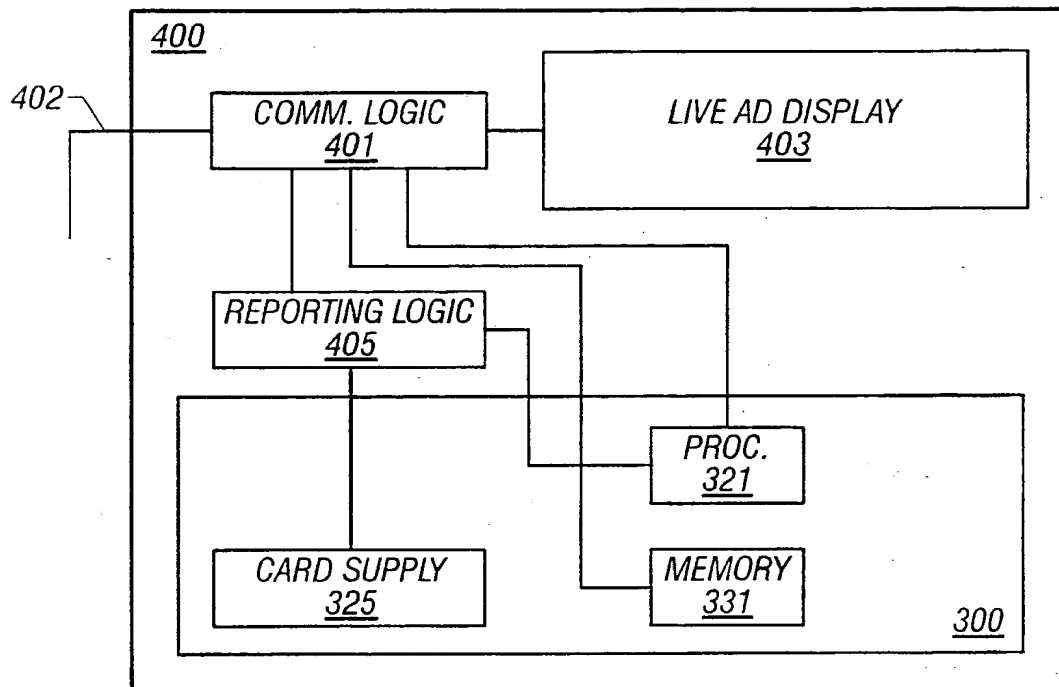 400
402
COMM. LOGIC
401
LIVE AD DISPLAY
403
REPORTING LOGIC
405
PROC.
321
CARD SUPPLY
325
MEMORY
331
300